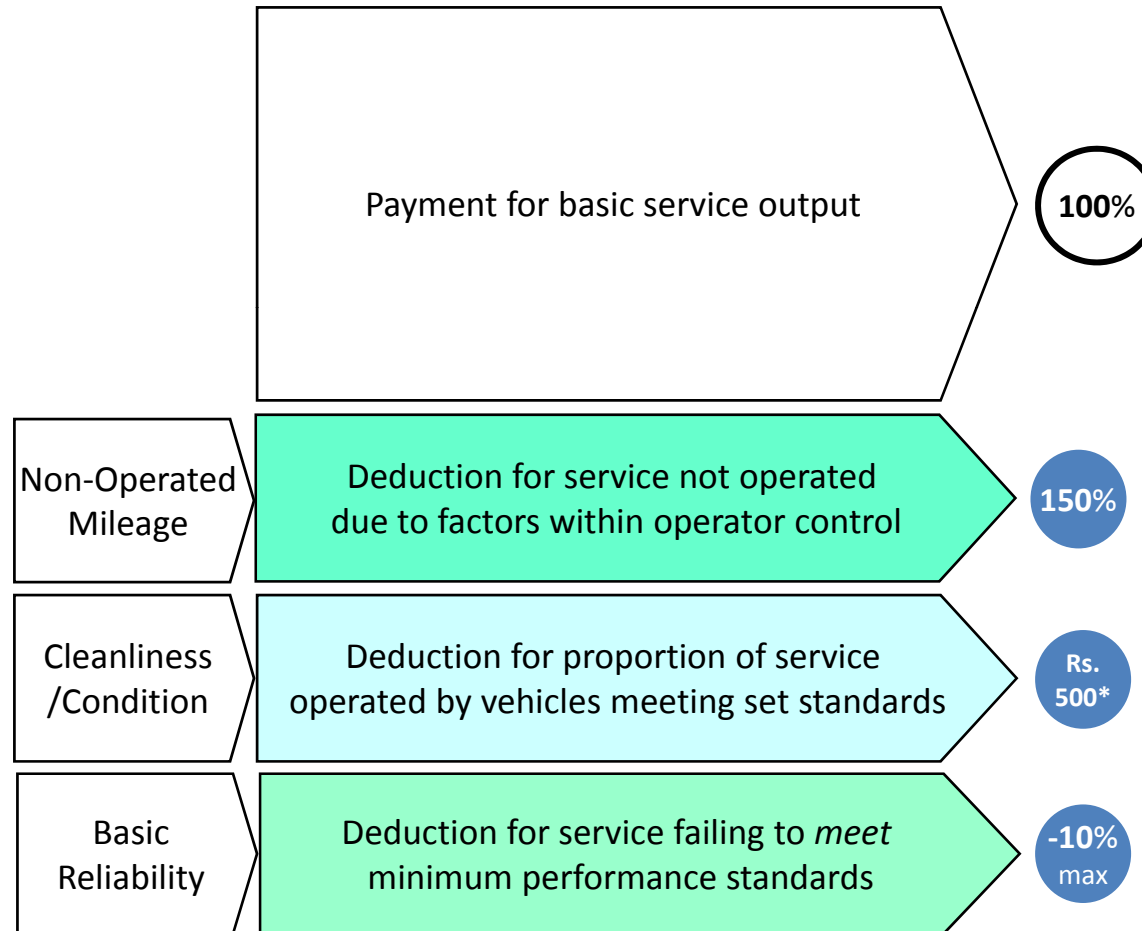 Payment for basic service output
100%
Non-Operated
Mileage
Deduction for service not operated
due to factors within operator control
150%
Cleanliness
/Condition
Deduction for proportion of service
operated by vehicles meeting set standards
Rs.
500*
Basic
Reliability
Deduction for service failing to meet
minimum performance standards
-10%
max